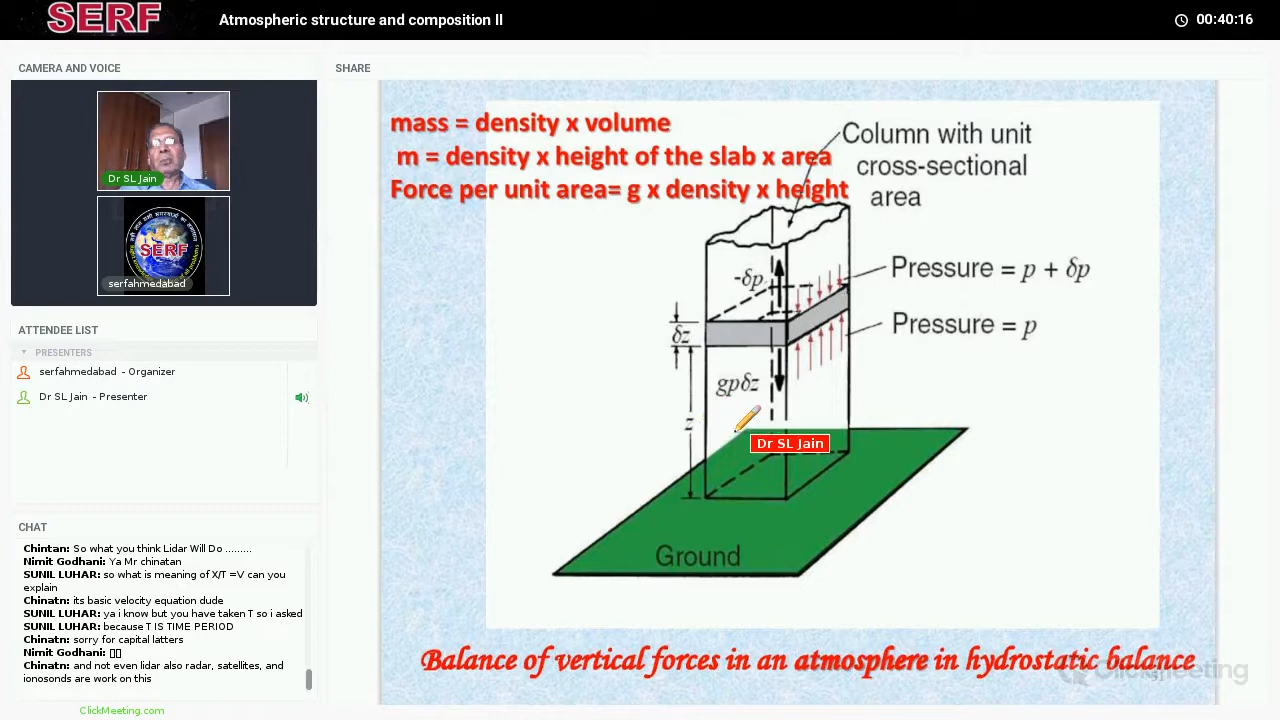 SERF
Atmospheric structure and composition II
00:40:16
CAMERA AND VOICE
Dr SL Jain
SERF
serfahmedabad
ATTENDEE LIST
PRESENTERS
serfahmedabad - Organizer
Dr SL Jain - Presenter
CHAT
Chintan: So what you think Lidar Will Do .........
Nimit Godhani: Ya Mr chinatan
SUNIL LUHAR: so what is meaning of X/T =V can you
explain
Chinatn: its basic velocity equation dude
SUNIL LUHAR: ya i know but you have taken T so i asked
SUNIL LUHAR: because T IS TIME PERIOD
Chinatn: sorry for capital latters
Nimit Godhani: 
Chinatn: and not even lidar also radar, satellites, and
ionosonds are work on this
ClickMeeting.com
SHARE
mass = density x volume
m = density x height of the slab x area
Force per unit area= g x density x height
Column with unit
cross-sectional
area
-δp
Pressure = p + δp
Pressure = p
δz
gpδz
z
Dr SL Jain
Ground
Balance of vertical forces in an atmosphere in hydrostatic balance
ClickMeeting
51